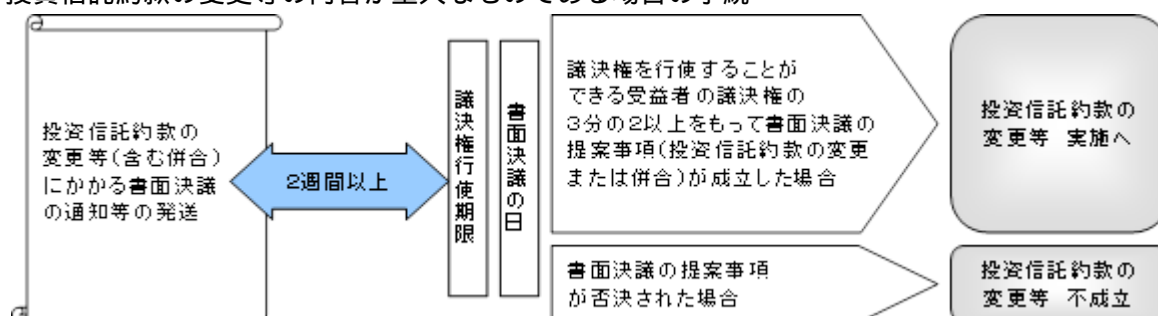 投資信託約款の変更等の内容が重大なものである場合の手続
投資信託約款の
変更等(含む併合)
にかかる書面決議
の通知等の発送
2週間以上
議決権行使期限
書面決議の日
議決権を行使することが
できる受益者の議決権の
3分の2以上をもって書面決議の
提案事項(投資信託約款の変更
または併合)が成立した場合
投資信託約款の
変更等 実施へ
書面決議の提案事項
が否決された場合
投資信託約款の
変更等 不成立